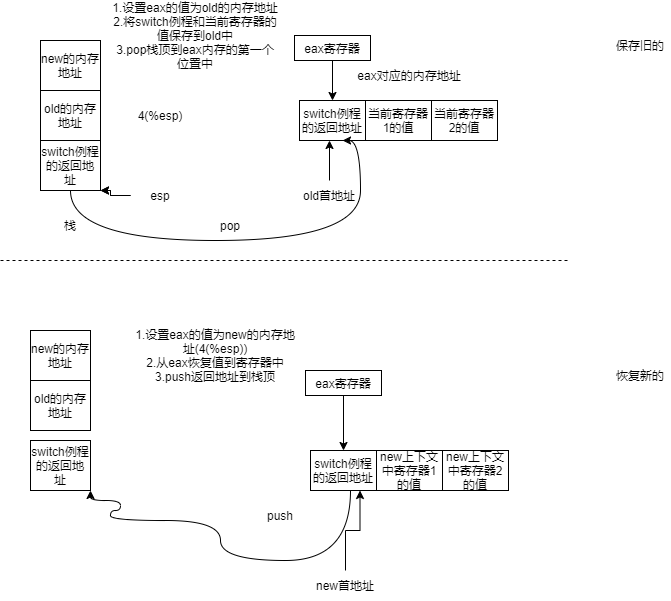 1.设置eax的值为old的内存地址
2.将switch例程和当前寄存器的
值保存到old中
3.pop栈顶到eax内存的第一个
位置中
保存旧的
eax寄存器
new的内存
地址
eax对应的内存地址
old的内存
地址
4(%esp)
switch例程
的返回地址
当前寄存器
1的值
当前寄存器
2的值
switch例程
的返回地
址
esp
old首地址
栈
pop
new的内存
地址
1.设置eax的值为new的内存地
址(4(%esp))
2.从eax恢复值到寄存器中
3.push返回地址到栈顶
恢复新的
eax寄存器
old的内存
地址
switch例程
的返回地
址
switch例程
的返回地址
new上下文
中寄存器1
的值
new上下文
中寄存器2
的值
push
new首地址